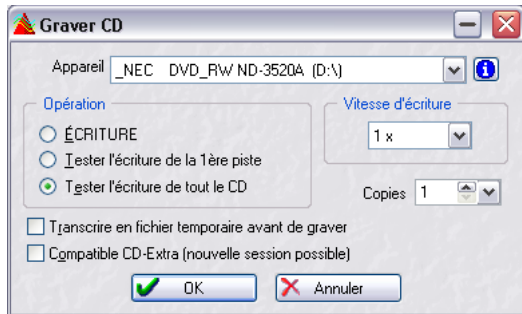 Graver CD
Appareil _NEC DVD_RW ND-3520A (D:\)
Opération
Vitesse d'écriture
ÉCRITURE
1 x
Tester l'écriture de la 1ère piste
Tester l'écriture de tout le CD
Copies 1
Transcrire en fichier temporaire avant de graver
Compatible CD-Extra (nouvelle session possible)
OK
Annuler